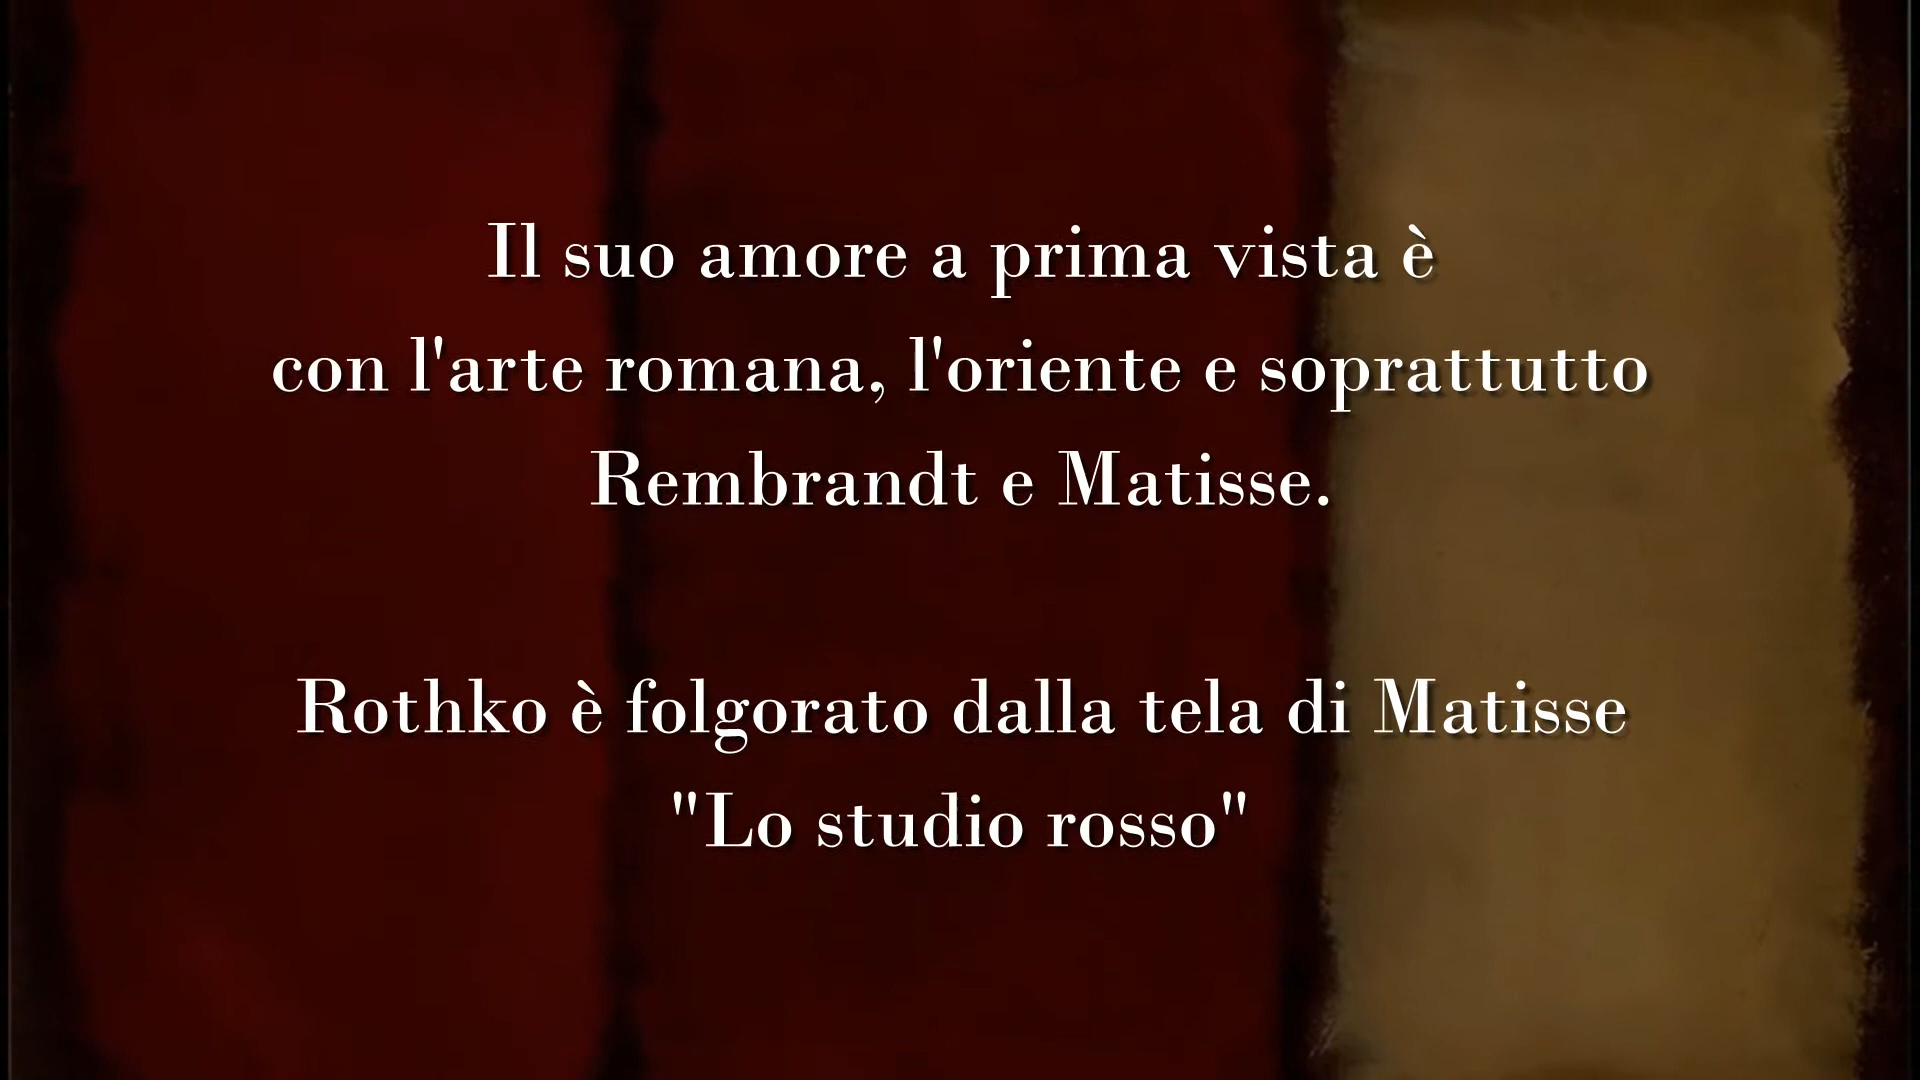 Il suo amore a prima vista è
con l'arte romana, l'oriente e soprattutto
Rembrandt e Matisse.
Rothko è folgorato dalla tela di Matisse
"Lo studio rosso"